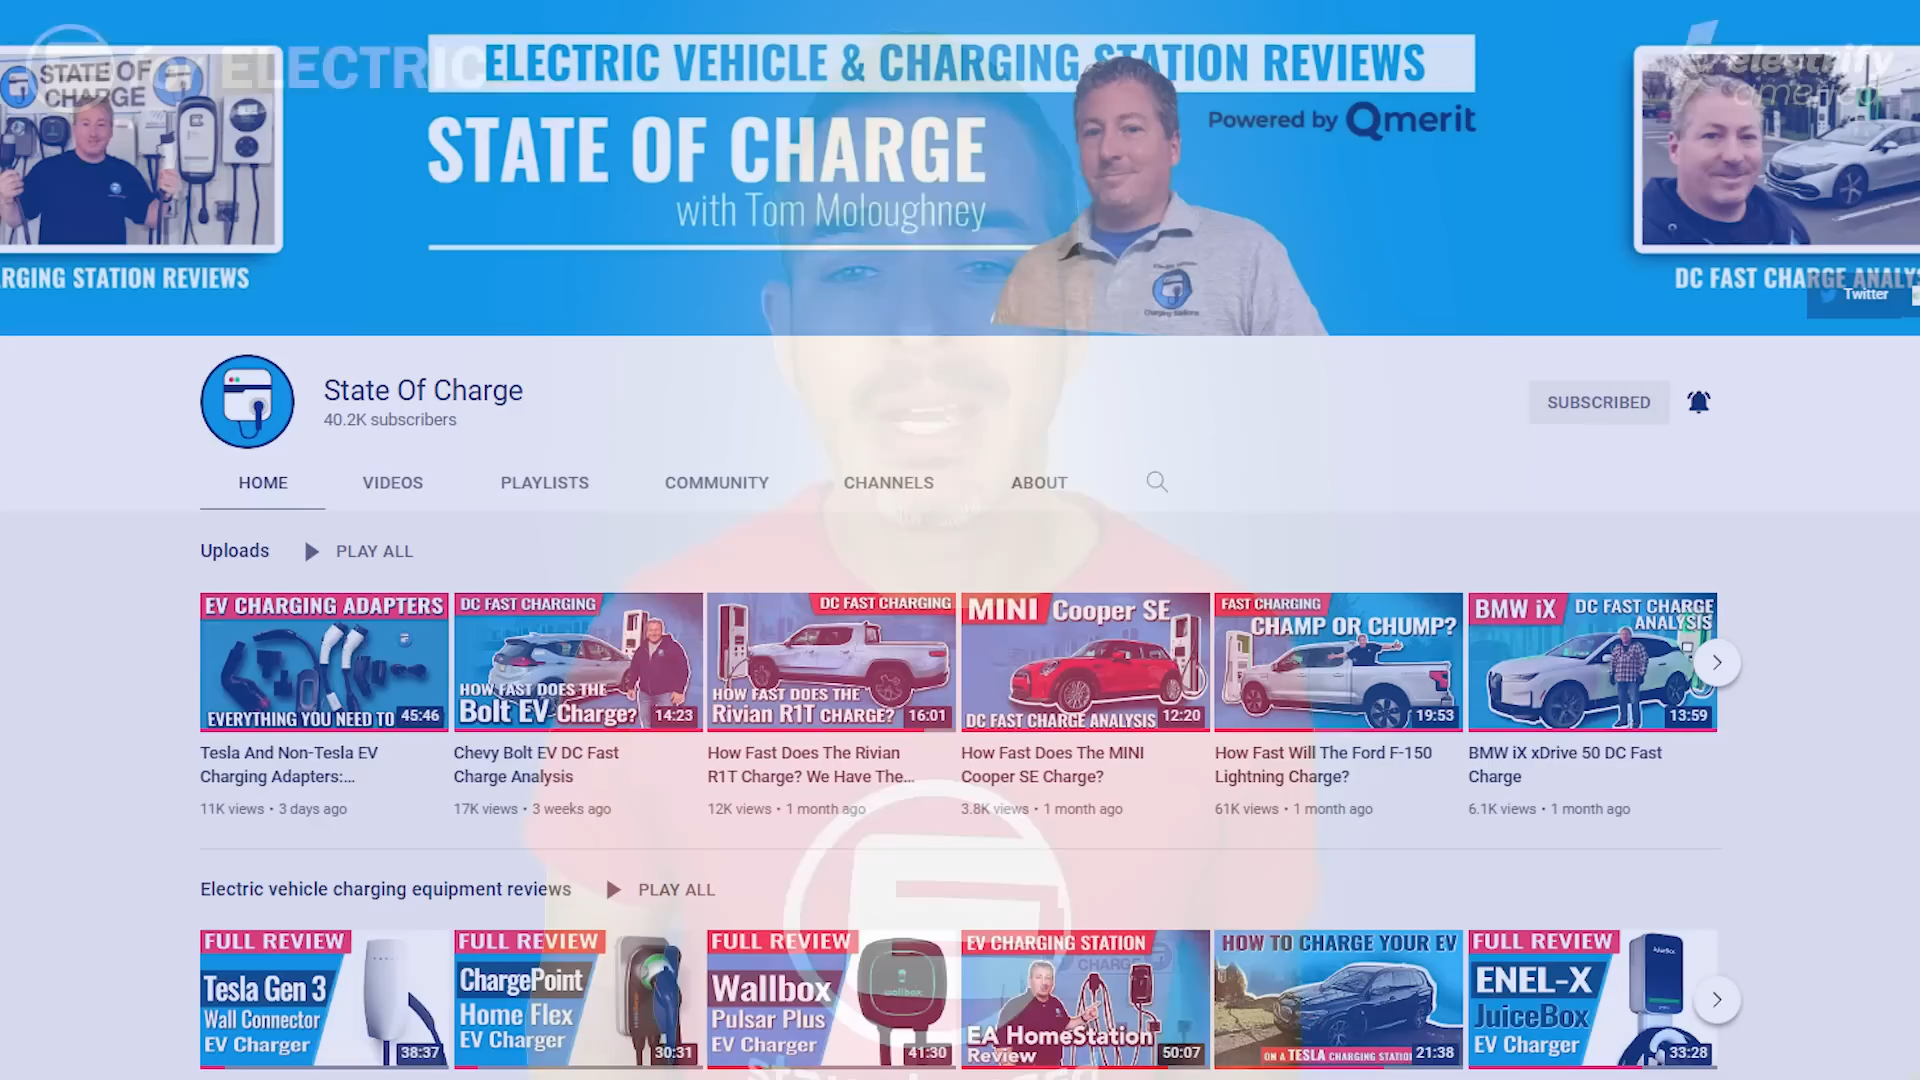 ELECTRIC
electrify
america
ELECTRIC VEHICLE & CHARGING STATION REVIEWS
STATE OF
CHARGE
Powered by Qmerit
STATE OF CHARGE
with Tom Moloughney
Charging Stations
RGING STATION REVIEWS
DC FAST CHARGE ANALYS
Twitter
State Of Charge
40.2K subscribers
SUBSCRIBED
HOME VIDEOS PLAYLISTS COMMUNITY CHANNELS ABOUT
Uploads PLAY ALL
EV CHARGING ADAPTERS
EVERYTHING YOU NEED TO
45:46
DC FAST CHARGING
HOW FAST DOES THE
Bolt EV Charge?
14:23
DC FAST CHARGING
HOW FAST DOES THE
Rivian R1T CHARGE?
16:01
MINI Cooper SE
DC FAST CHARGE ANALYSIS
12:20
FAST CHARGING
CHAMP OR CHUMP?
19:53
BMW iX DC FAST CHARGE
ANALYSIS
13:59
Tesla And Non-Tesla EV
Charging Adapters:...
11K views • 3 days ago
Chevy Bolt EV DC Fast
Charge Analysis
17K views • 3 weeks ago
How Fast Does The Rivian
R1T Charge? We Have The...
12K views • 1 month ago
How Fast Does The MINI
Cooper SE Charge?
3.8K views • 1 month ago
How Fast Will The Ford F-150
Lightning Charge?
61K views • 1 month ago
BMW iX xDrive 50 DC Fast
Charge
6.1K views • 1 month ago
Electric vehicle charging equipment reviews PLAY ALL
FULL REVIEW
Tesla Gen 3
Wall Connector
EV Charger
38:37
FULL REVIEW
ChargePoint
Home Flex
EV Charger
30:31
FULL REVIEW
Wallbox
Pulsar Plus
EV Charger
wallbox
41:30
EV CHARGING STATION
CHARGE
EA HomeStation
Review
50:07
HOW TO CHARGE YOUR EV
ON A TESLA CHARGING STATION
21:38
FULL REVIEW
ENEL-X
JuiceBox
EV Charger
JuiceBox
33:28